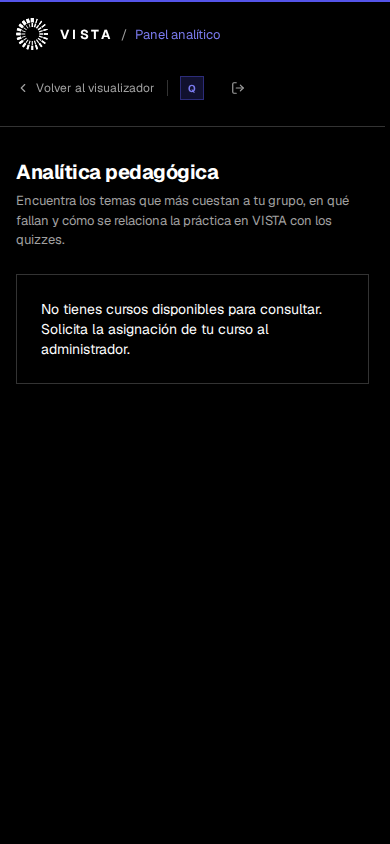 VISTA / Panel analítico
Volver al visualizador
Q
Analítica pedagógica
Encuentra los temas que más cuestan a tu grupo, en qué
fallan y cómo se relaciona la práctica en VISTA con los
quizzes.
No tienes cursos disponibles para consultar.
Solicita la asignación de tu curso al
administrador.